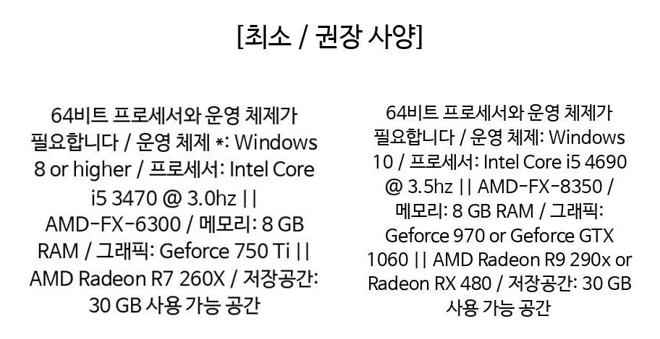 [최소 / 권장 사양]
64비트 프로세서와 운영 체제가
필요합니다 / 운영 체제 *: Windows
8 or higher / 프로세서: Intel Core
i5 3470 @ 3.0hz ||
AMD-FX-6300 / 메모리: 8 GB
RAM / 그래픽: Geforce 750 Ti ||
AMD Radeon R7 260X / 저장공간:
30 GB 사용 가능 공간
64비트 프로세서와 운영 체제가
필요합니다 / 운영 체제: Windows
10 / 프로세서: Intel Core i5 4690
@ 3.5hz || AMD-FX-8350 /
메모리: 8 GB RAM / 그래픽:
Geforce 970 or Geforce GTX
1060 || AMD Radeon R9 290x or
Radeon RX 480 / 저장공간: 30 GB
사용 가능 공간